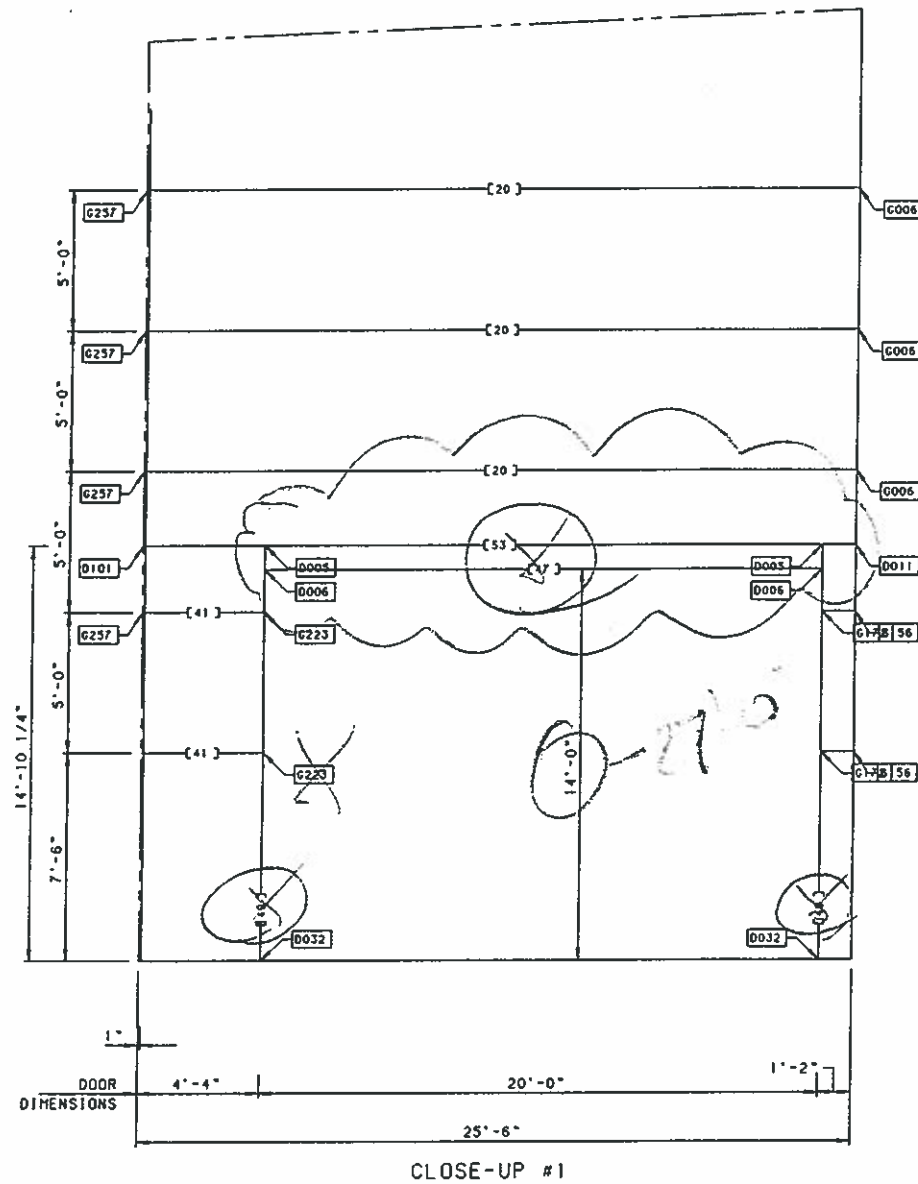 [20]
G257
G006
5'-0"
[20]
G257
G006
5'-0"
[20]
G257
G006
5'-0"
[53]
D101
D005
D005
D011
D006
D006
[41]
G257
G223
56
5'-0"
14'-10 1/4"
14'-0"
[41]
G223
56
7'-6"
D032
D032
1"
DOOR
DIMENSIONS
4'-4"
20'-0"
1'-2"
25'-6"
CLOSE-UP #1